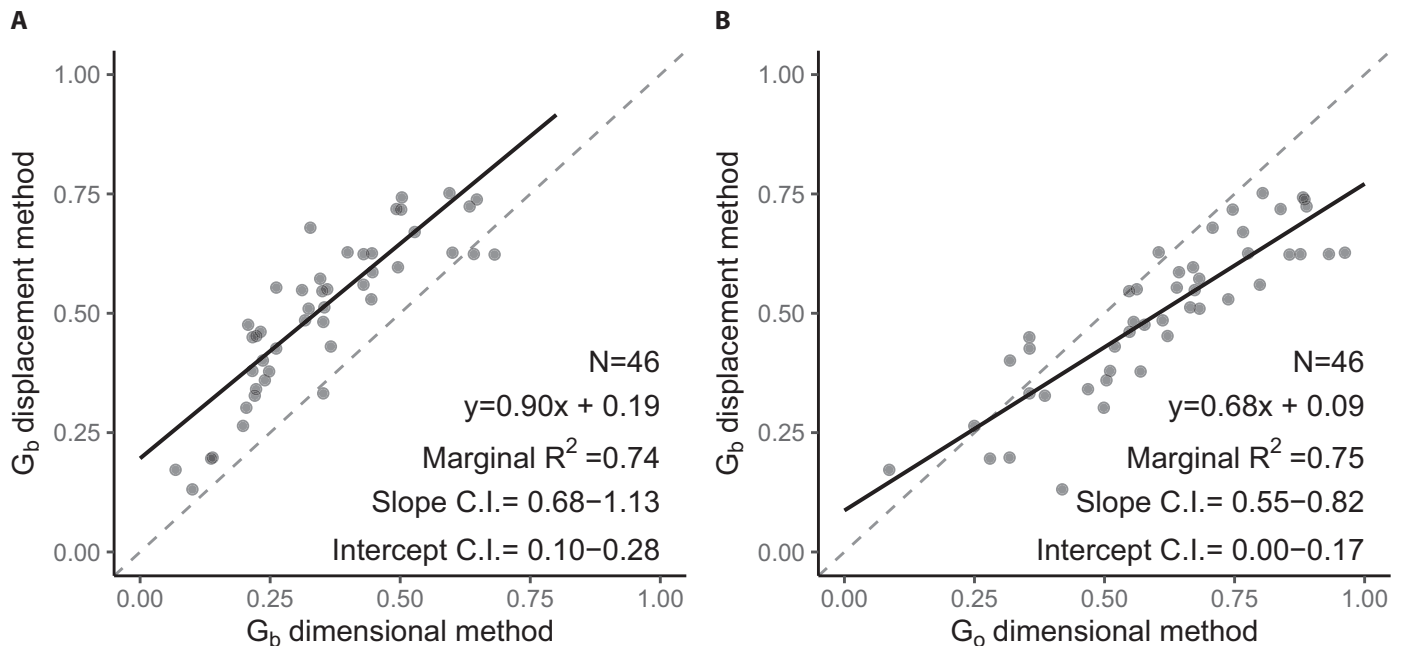 A
1.00
0.75
0.50
0.25
0.00
G_b displacement method
N=46
y=0.90x + 0.19
Marginal R² =0.74
Slope C.I.= 0.68−1.13
Intercept C.I.= 0.10−0.28
0.00 0.25 0.50 0.75 1.00
G_b dimensional method
B
1.00
0.75
0.50
0.25
0.00
G_b displacement method
N=46
y=0.68x + 0.09
Marginal R² =0.75
Slope C.I.= 0.55−0.82
Intercept C.I.= 0.00−0.17
0.00 0.25 0.50 0.75 1.00
G_o dimensional method